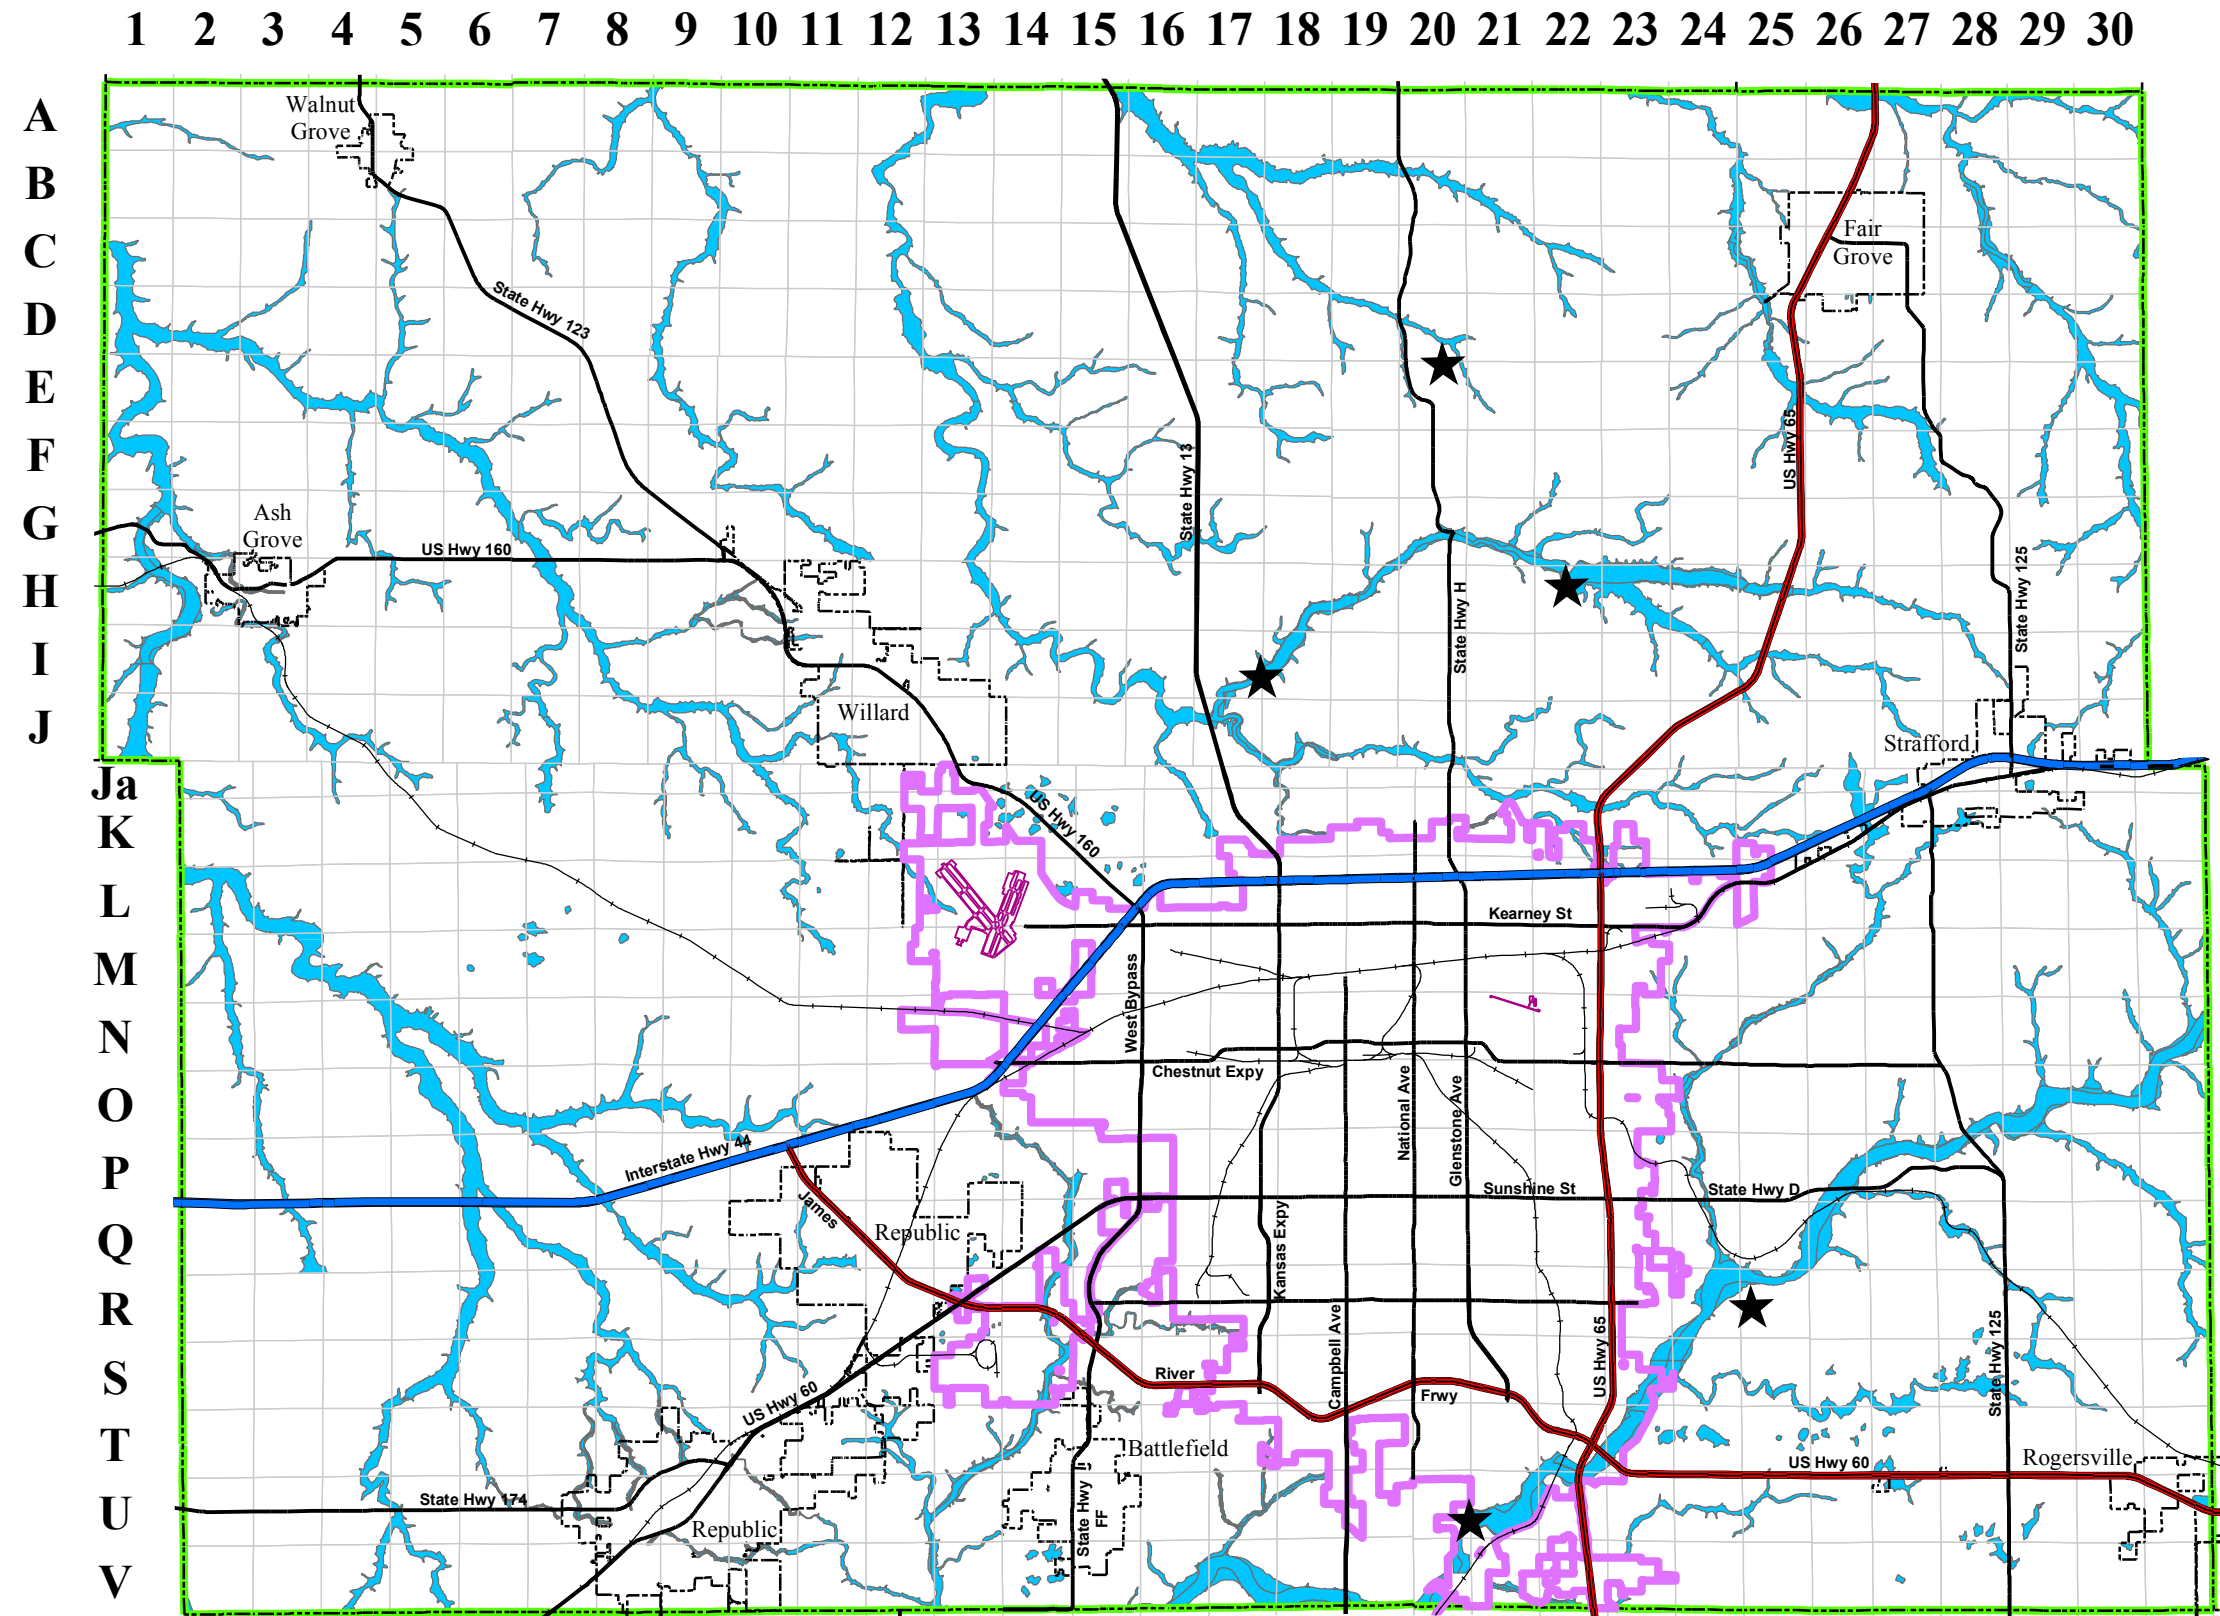 1 2 3 4 5 6 7 8 9 10 11 12 13 14 15 16 17 18 19 20 21 22 23 24 25 26 27 28 29 30
A
B
C
D
E
F
G
H
I
J
Ja
K
L
M
N
O
P
Q
R
S
T
U
V
Walnut
Grove
Fair
Grove
State Hwy 123
US Hwy 65
State Hwy 13
Ash
Grove
US Hwy 160
State Hwy H
State Hwy 125
Willard
Strafford
US Hwy 160
Kearney St
West Bypass
Chestnut Expy
National Ave
Glenstone Ave
Interstate Hwy 44
James
Sunshine St
State Hwy D
Republic
Kansas Expy
Campbell Ave
US Hwy 65
State Hwy 125
River
Frwy
US Hwy 60
Battlefield
US Hwy 60
Rogersville
State Hwy 174
State Hwy
FF
Republic